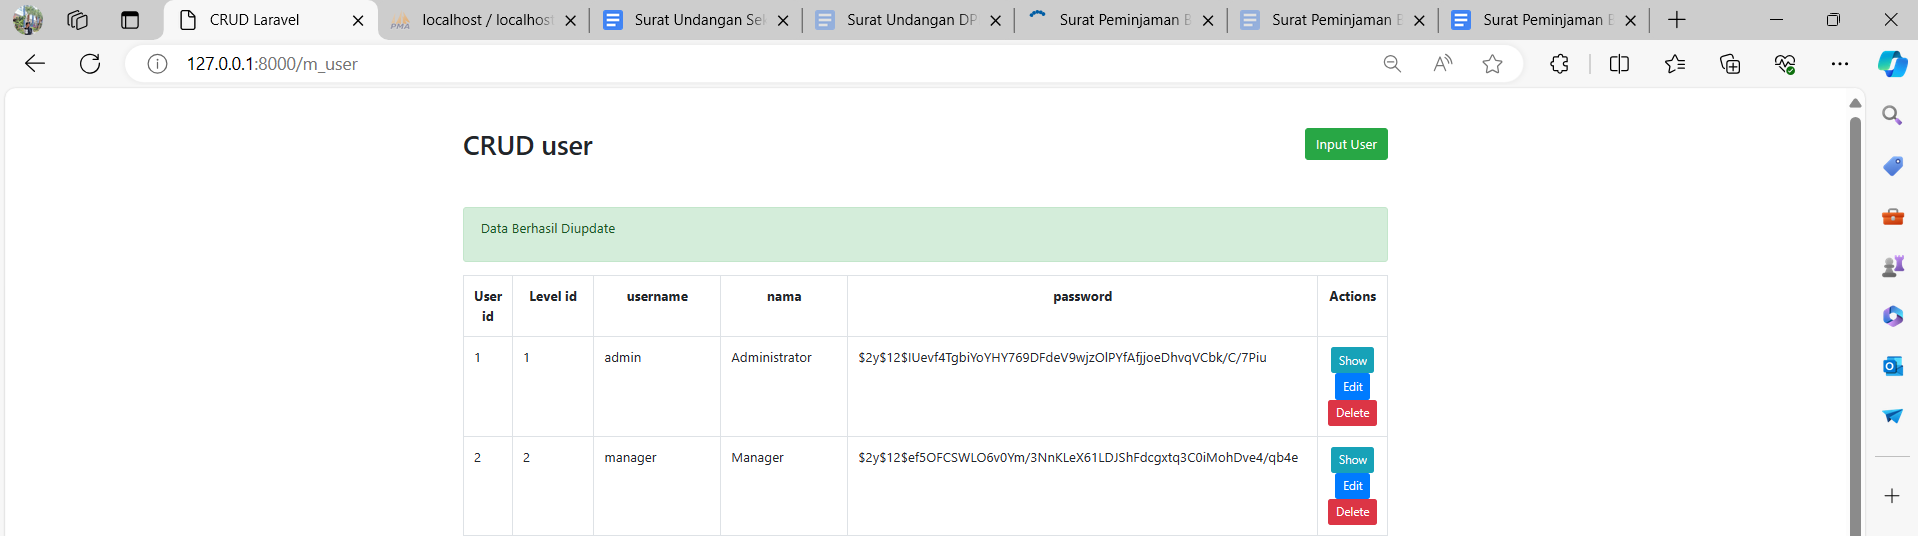 CRUD Laravel
localhost / localhost
Surat Undangan Sek
Surat Undangan DP
Surat Peminjaman B
Surat Peminjaman B
Surat Peminjaman B
127.0.0.1:8000/m_user
CRUD user
Input User
Data Berhasil Diupdate
User id Level id username nama password Actions
1 1 admin Administrator $2y$12$IUevf4TgbiYoYHY769DFdeV9wjzOlPYfAfjjoeDhvqVCbk/C/7Piu
Show
Edit
Delete
2 2 manager Manager $2y$12$ef5OFCSWLO6v0Ym/3NnKLeX61LDJShFdcgxtq3C0iMohDve4/qb4e
Show
Edit
Delete